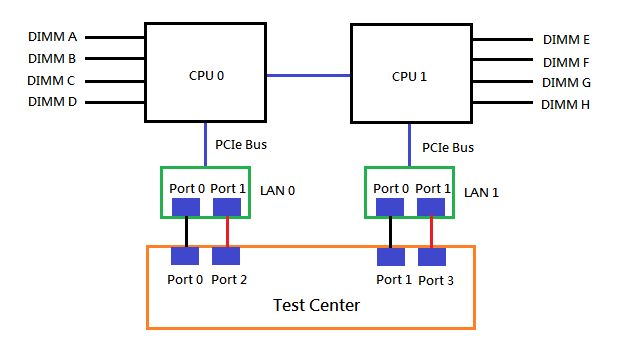 DIMM A
DIMM B
DIMM C
DIMM D
CPU 0
CPU 1
DIMM E
DIMM F
DIMM G
DIMM H
PCIe Bus
PCIe Bus
Port 0 Port 1
LAN 0
Port 0 Port 1
LAN 1
Port 0 Port 2
Port 1 Port 3
Test Center